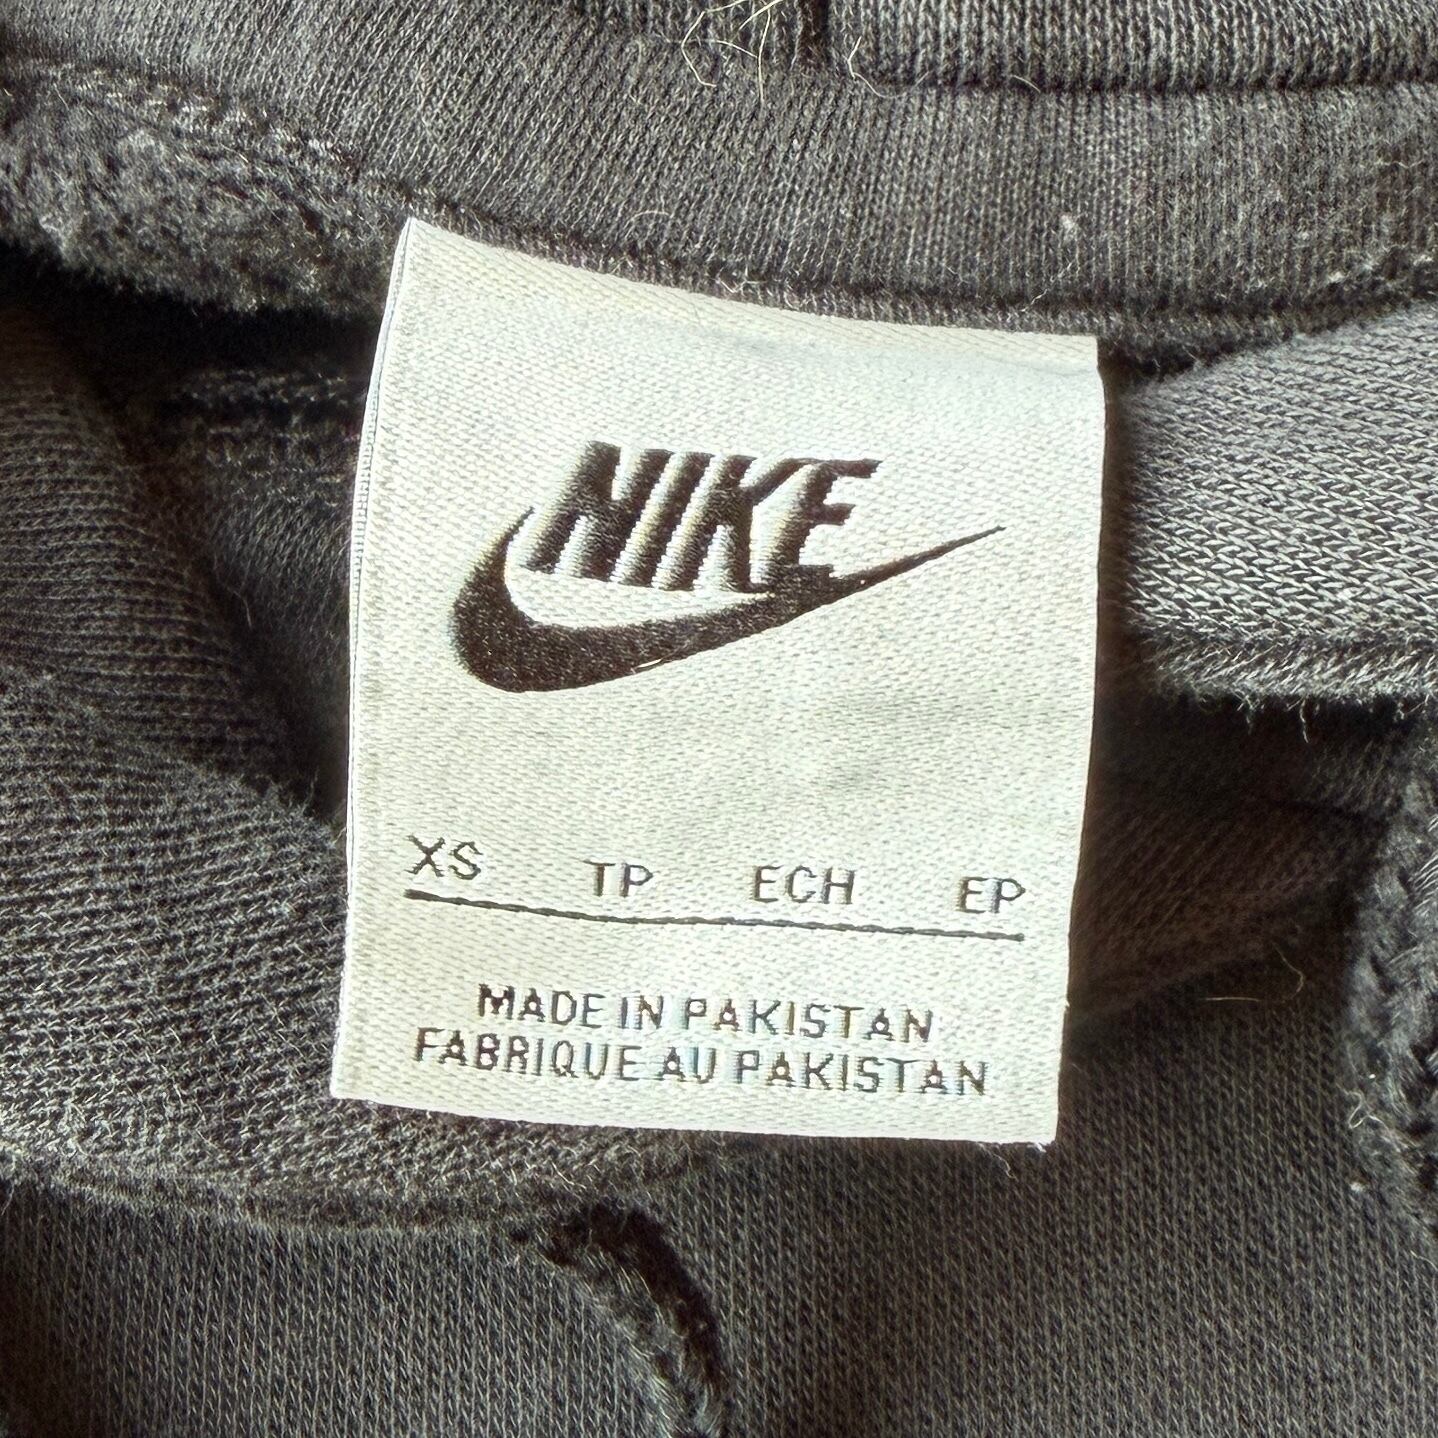 NIKE
XS TP ECH EP
MADE IN PAKISTAN
FABRIQUE AU PAKISTAN